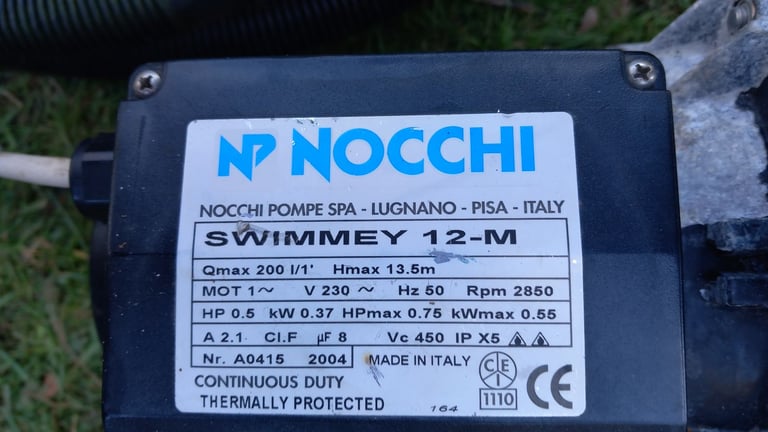 NP NOCCHI
NOCCHI POMPE SPA - LUGNANO - PISA - ITALY
SWIMMEY 12-M
Qmax 200 l/1' Hmax 13.5m
MOT 1~ V 230 ~ Hz 50 Rpm 2850
HP 0.5 kW 0.37 HPmax 0.75 kWmax 0.55
A 2.1 Cl.F µF 8 Vc 450 IP X5
Nr. A0415 2004 MADE IN ITALY
CEI
1110
CE
CONTINUOUS DUTY
THERMALLY PROTECTED 164